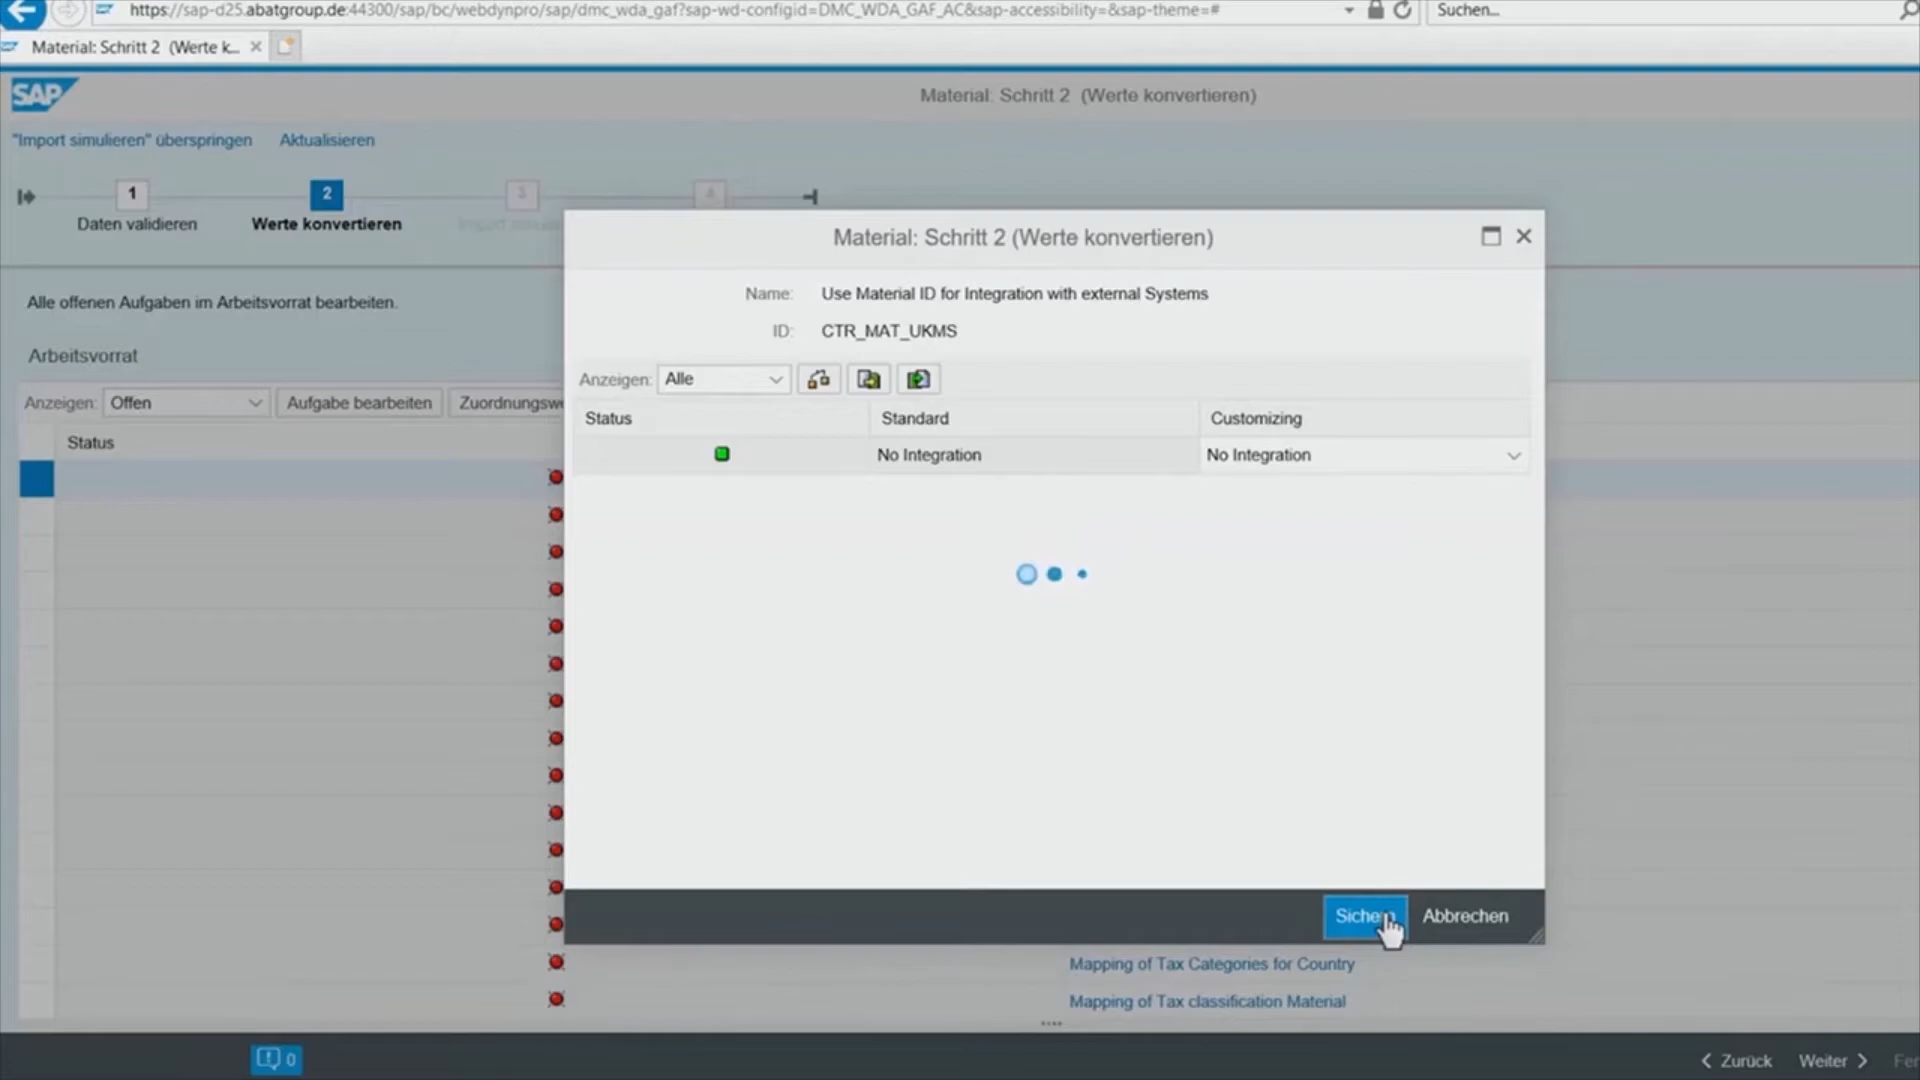 https://sap-d25.abatgroup.de:44300/sap/bc/webdynpro/sap/dmc_wda_gaf?sap-wd-configid=DMC_WDA_GAF_AC&sap-accessibility=&sap-theme=#
Suchen...
Material: Schritt 2 (Werte k...
SAP
Material: Schritt 2 (Werte konvertieren)
"Import simulieren" überspringen
Aktualisieren
1
2
3
4
Daten validieren
Werte konvertieren
Alle offenen Aufgaben im Arbeitsvorrat bearbeiten.
Arbeitsvorrat
Anzeigen: Offen
Aufgabe bearbeiten
Status
Material: Schritt 2 (Werte konvertieren)
Name: Use Material ID for Integration with external Systems
ID: CTR_MAT_UKMS
Anzeigen: Alle
Status Standard Customizing
No Integration No Integration
Abbrechen
Mapping of Tax Categories for Country
Mapping of Tax classification Material
0
Zurück Weiter